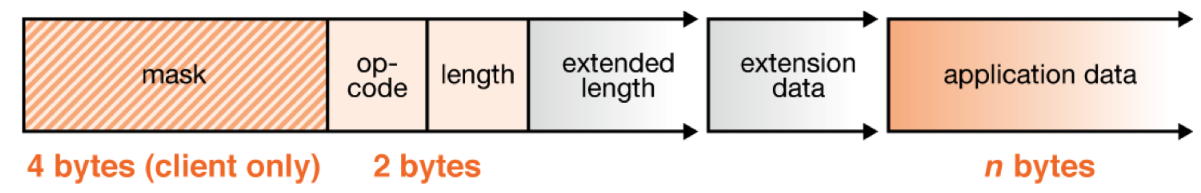 mask
op-
code
length
extended
length
extension
data
application data
4 bytes (client only)
2 bytes
n bytes